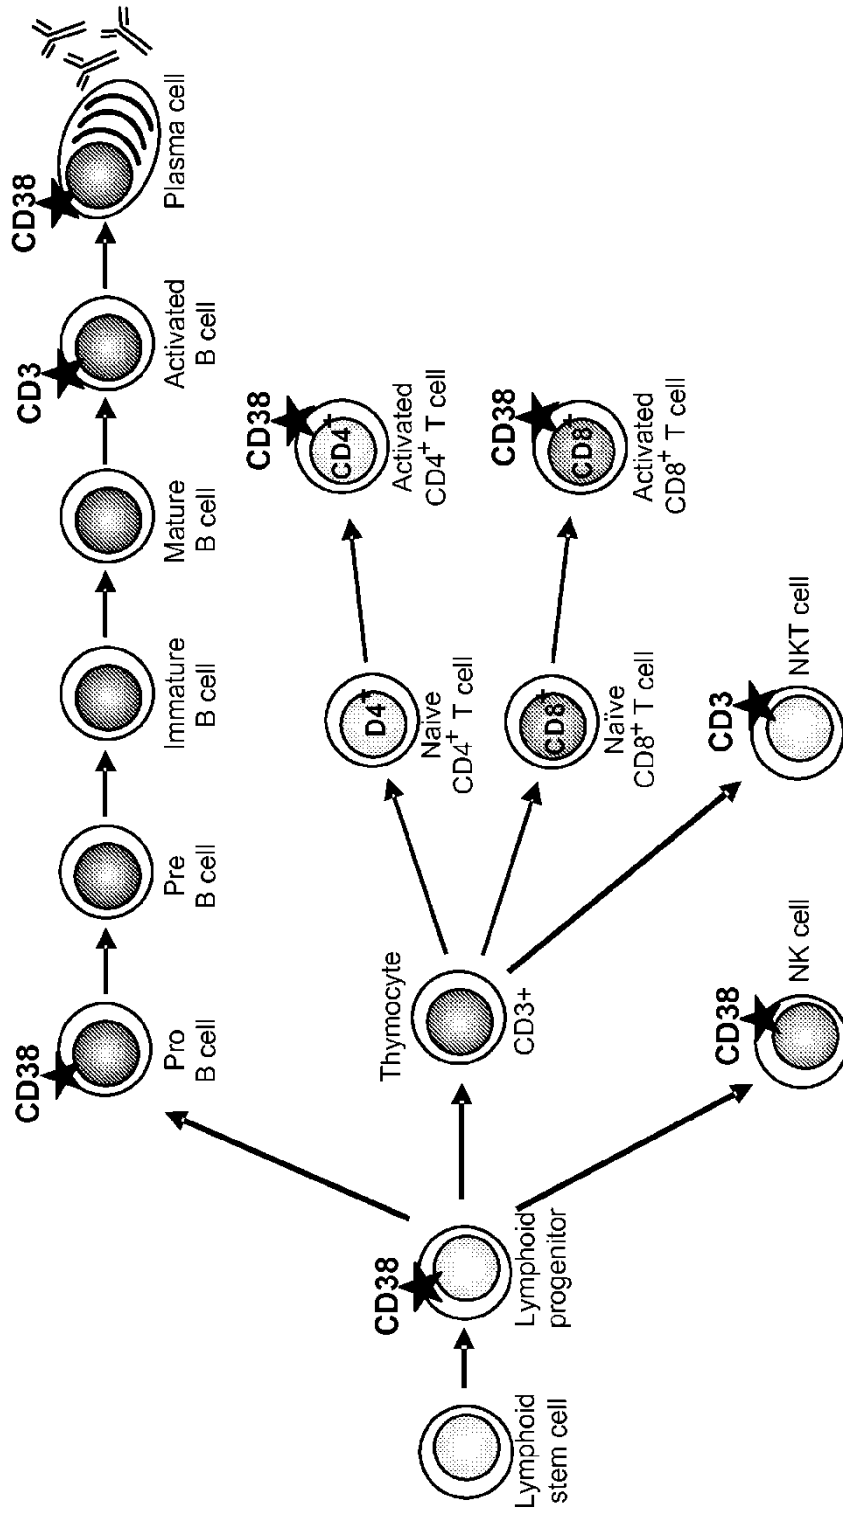 CD38
CD3
CD38
Pro
B cell
Pre
B cell
Immature
B cell
Mature
B cell
Activated
B cell
Plasma cell
CD38
CD4+
Activated
CD4+ T cell
D4+
Naïve
CD4+ T cell
CD38
CD8+
Activated
CD8+ T cell
CD8+
Naïve
CD8+ T cell
Thymocyte
CD3+
CD38
Lymphoid
progenitor
Lymphoid
stem cell
CD38
NK cell
CD3
NKT cell